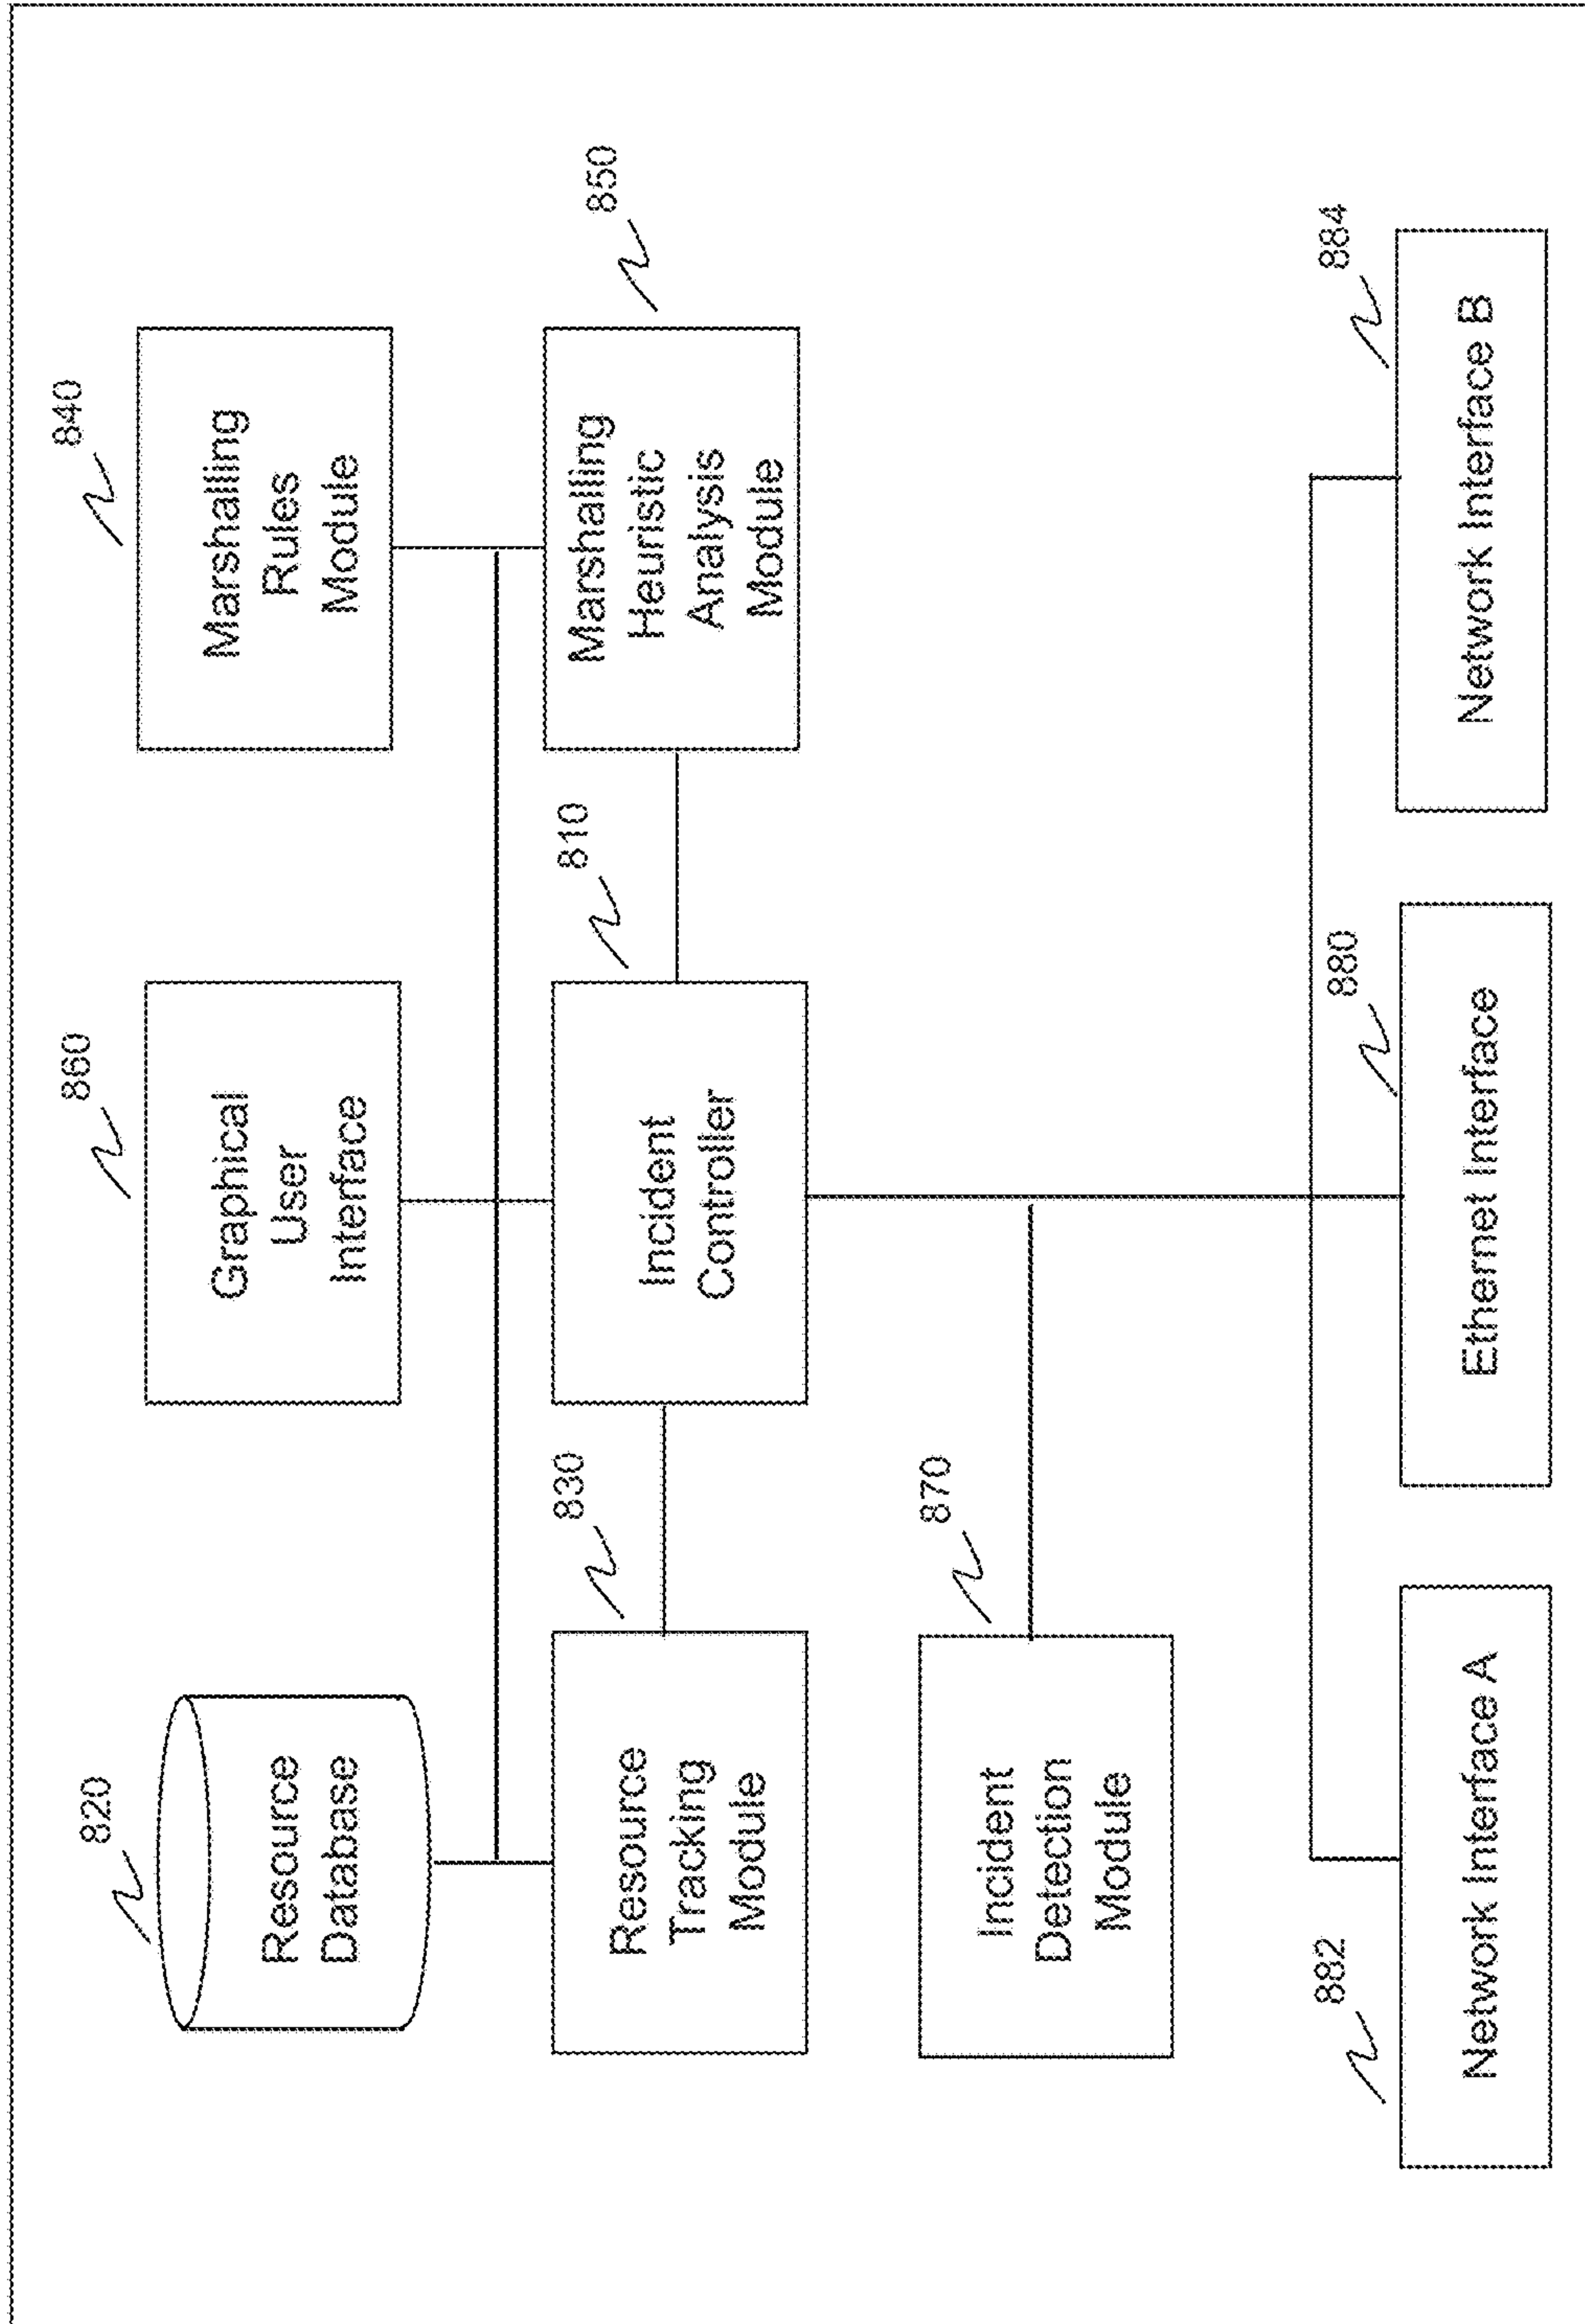 820
Resource
Database
860
Graphical
User
Interface
840
Marshalling
Rules
Module
830
Resource
Tracking
Module
810
Incident
Controller
850
Marshalling
Heuristic
Analysis
Module
870
Incident
Detection
Module
882
Network Interface A
880
Ethernet Interface
884
Network Interface B